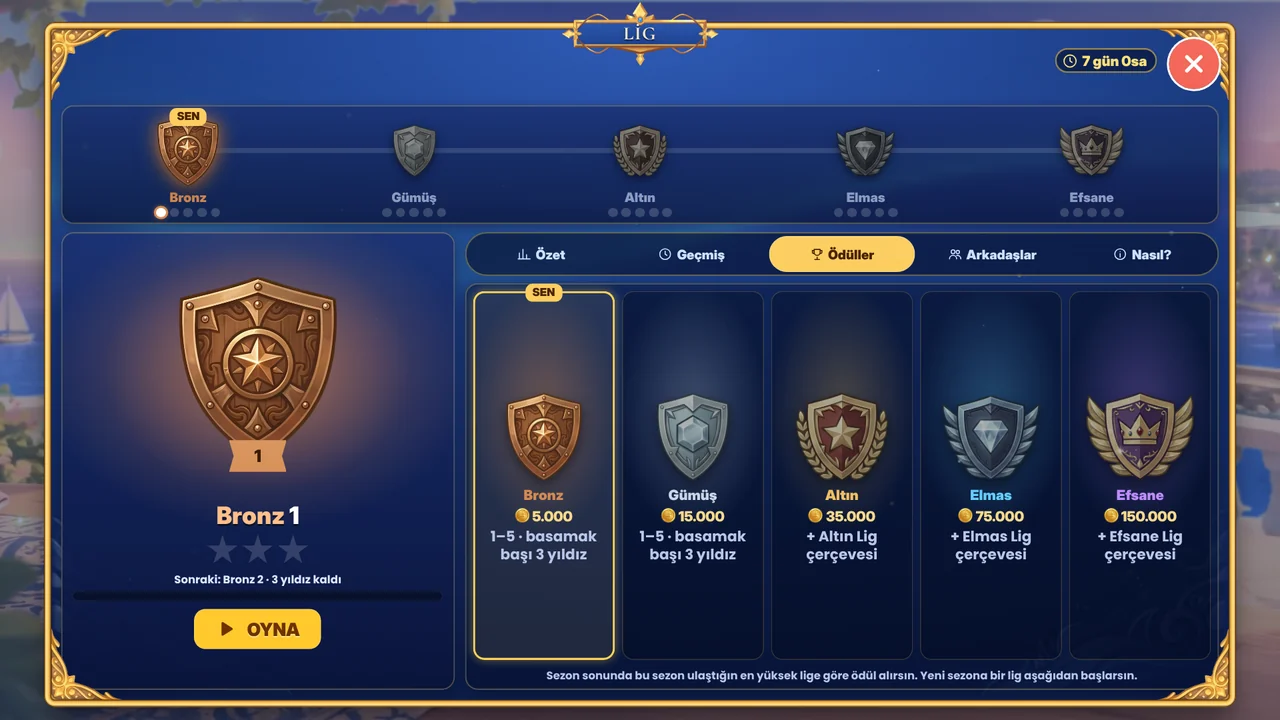 LİG
7 gün 0sa
SEN
Bronz
Gümüş
Altın
Elmas
Efsane
1
Bronz 1
Sonraki: Bronz 2 · 3 yıldız kaldı
OYNA
Özet
Geçmiş
Ödüller
Arkadaşlar
Nasıl?
SEN
Bronz
5.000
1–5 · basamak
başı 3 yıldız
Gümüş
15.000
1–5 · basamak
başı 3 yıldız
Altın
35.000
+ Altın Lig
çerçevesi
Elmas
75.000
+ Elmas Lig
çerçevesi
Efsane
150.000
+ Efsane Lig
çerçevesi
Sezon sonunda bu sezon ulaştığın en yüksek lige göre ödül alırsın. Yeni sezona bir lig aşağıdan başlarsın.